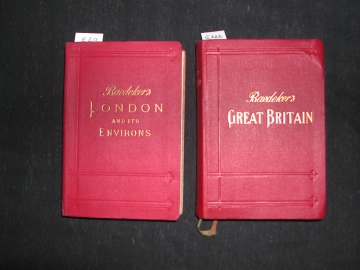 Baedeker's
LONDON
AND ITS
ENVIRONS
Baedeker's
GREAT BRITAIN